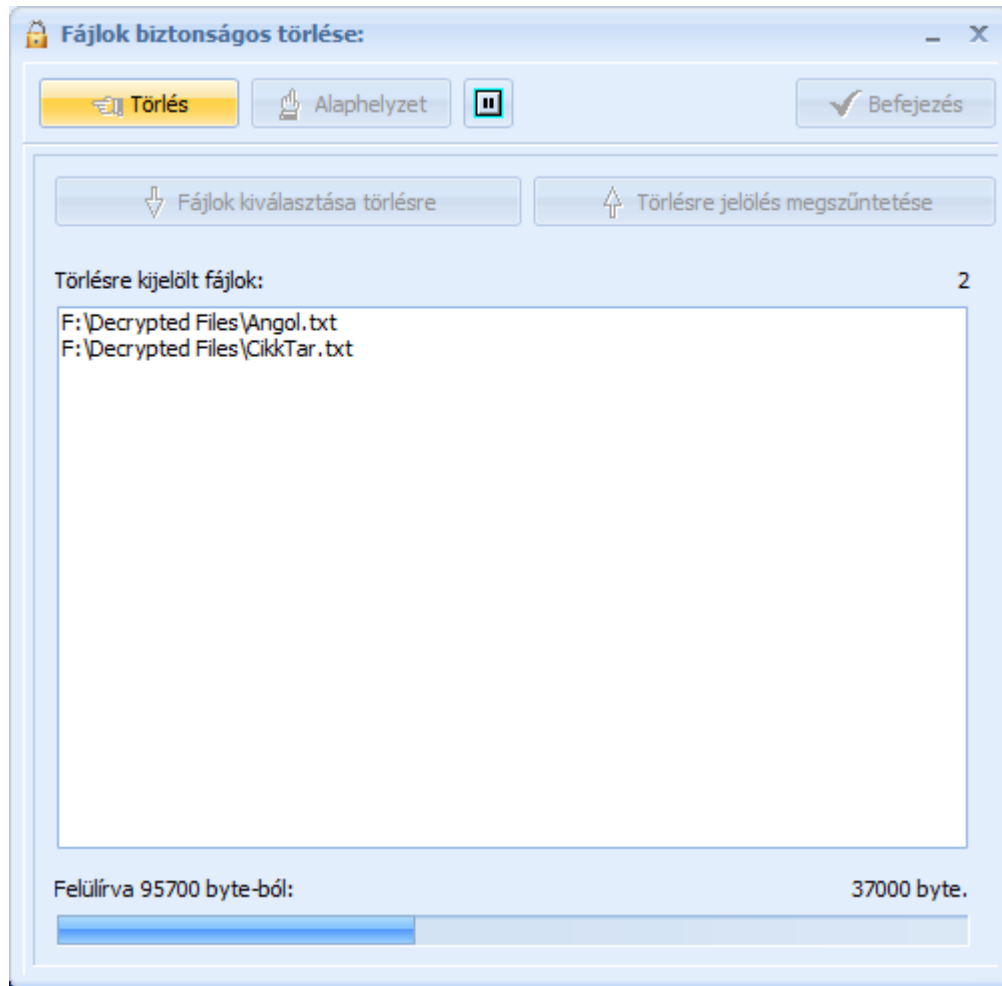 Fájlok biztonságos törlése:
Törlés Alaphelyzet Befejezés
Fájlok kiválasztása törlésre Törlésre jelölés megszűntetése
Törlésre kijelölt fájlok: 2
F:\Decrypted Files\Angol.txt
F:\Decrypted Files\CikkTar.txt
Felülírva 95700 byte-ból: 37000 byte.